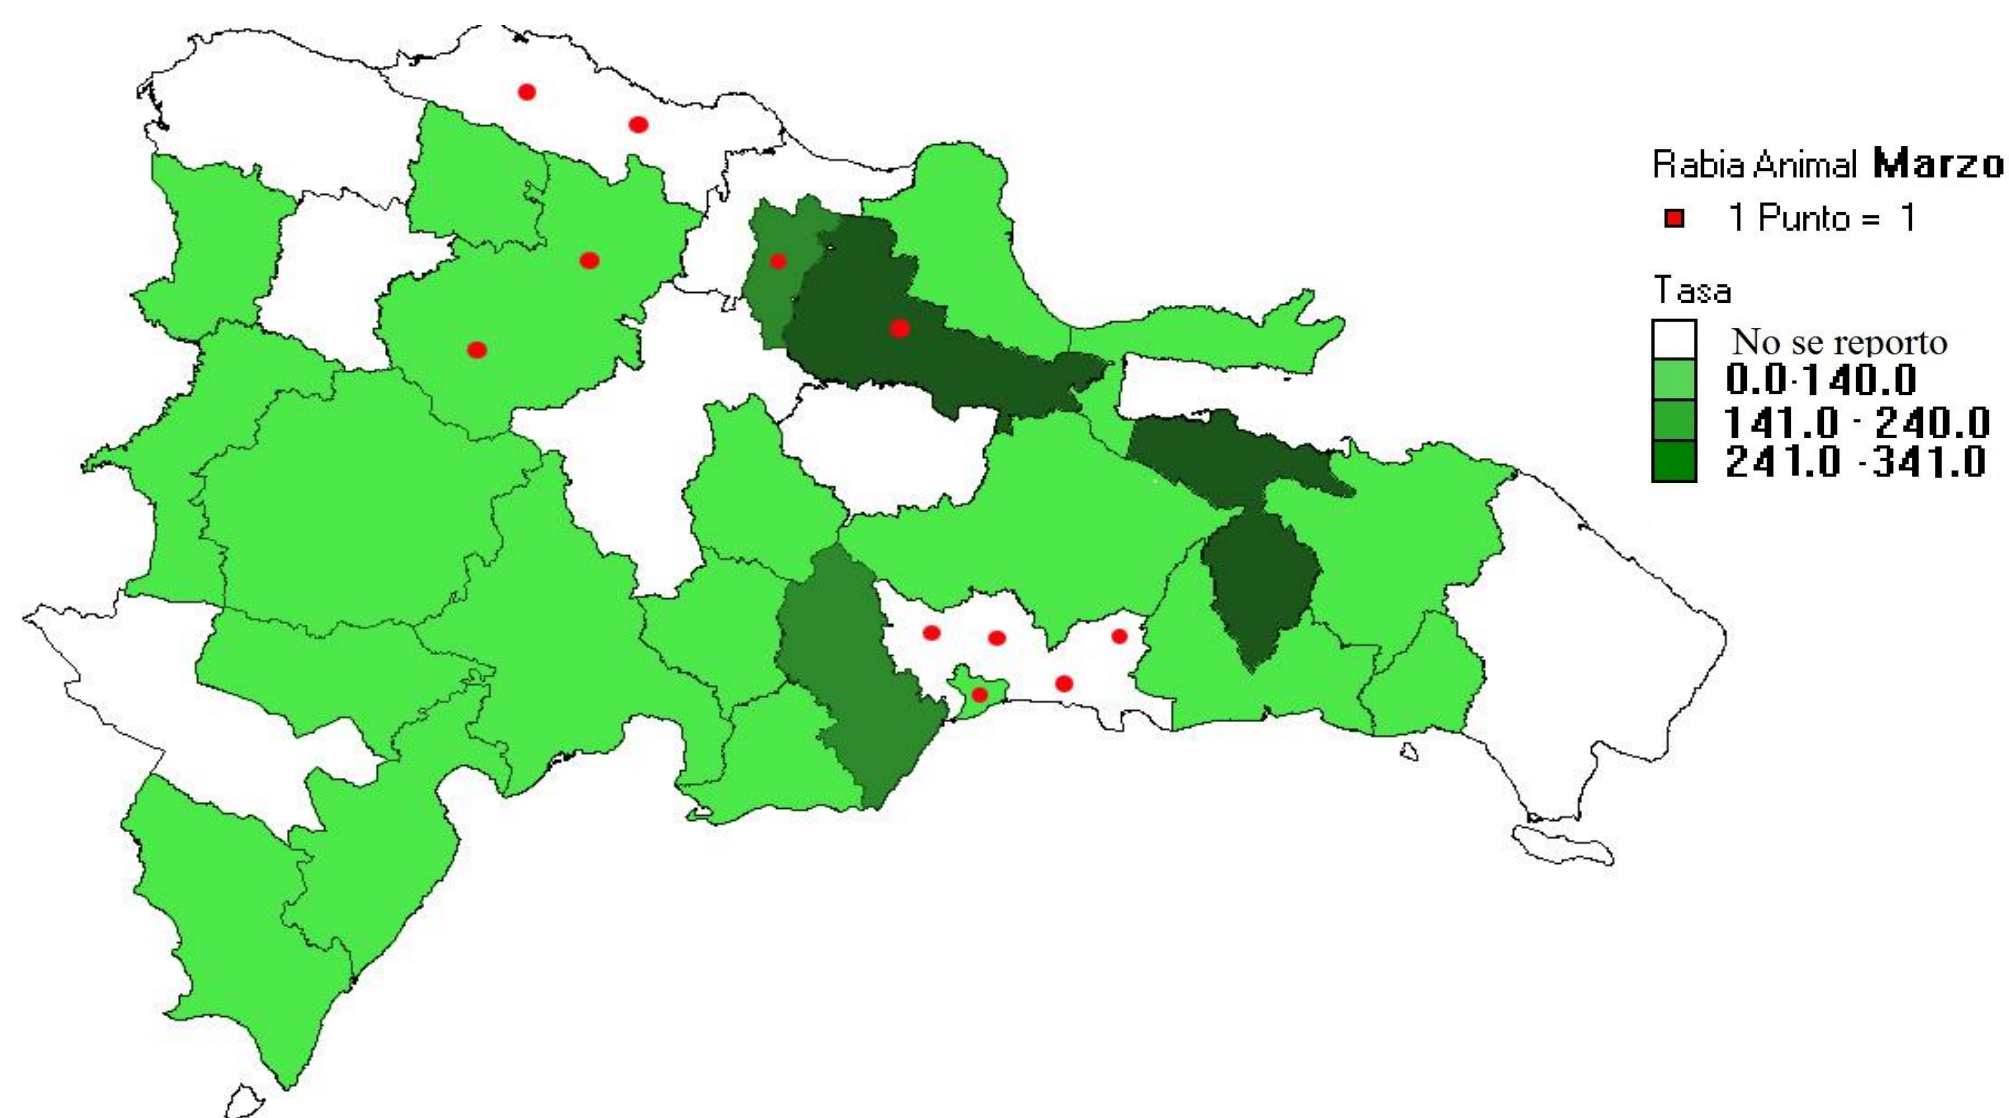 Rabia Animal Marzo
1 Punto = 1
Tasa
No se reporto
0.0-140.0
141.0 - 240.0
241.0 -341.0